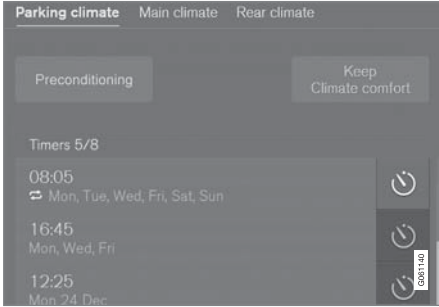 Parking climate Main climate Rear climate
Preconditioning
Keep
Climate comfort
Timers 5/8
08:05
Mon, Tue, Wed, Fri, Sat, Sun
16:45
Mon, Wed, Fri
12:25
Mon 24 Dec
G061140